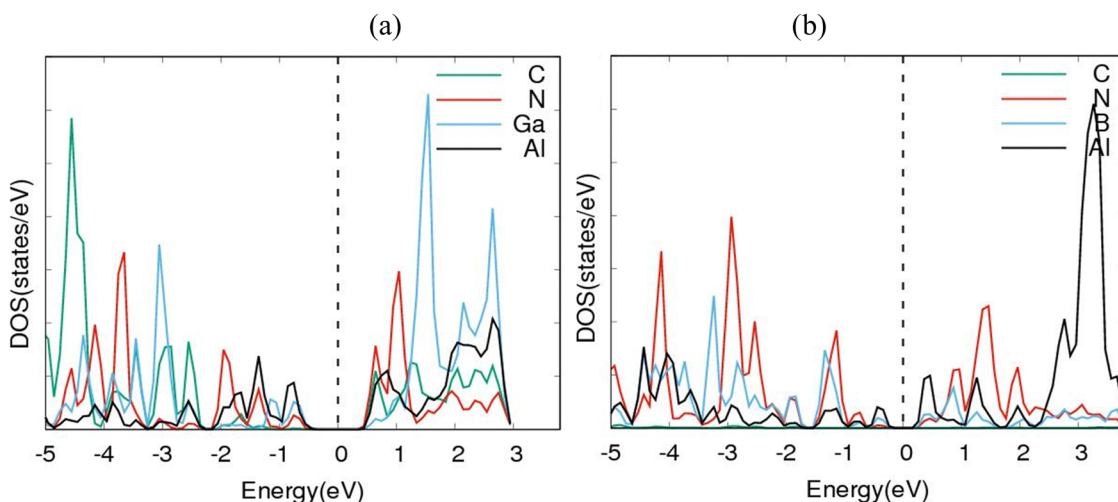 (a)
C
N
Ga
Al
DOS(states/eV)
-5 -4 -3 -2 -1 0 1 2 3
Energy(eV)
(b)
C
N
B
Al
DOS(states/eV)
-5 -4 -3 -2 -1 0 1 2 3
Energy(eV)